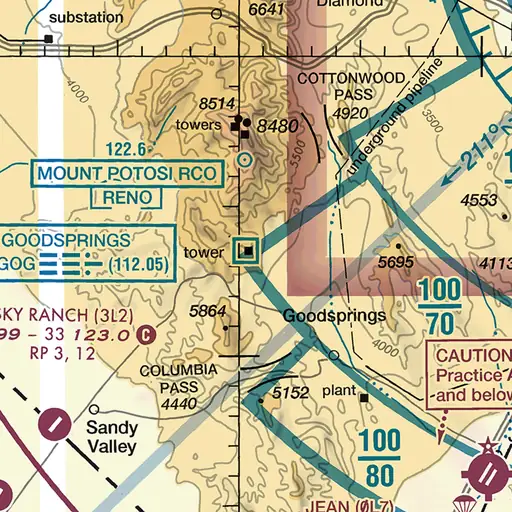 6641
Diamond
substation
4000
COTTONWOOD
PASS
4920
8514
towers
8480
5500
3500
underground pipeline
122.6
MOUNT POTOSI RCO
RENO
211°
4553
GOODSPRINGS
GOG (112.05)
tower
5695
4113
100
70
SKY RANCH (3L2)
99 - 33 123.0 C
RP 3, 12
5864
Goodsprings
4000
CAUTION
Practice A
and below
COLUMBIA
PASS
4440
5152
plant
Sandy
Valley
100
80
JEAN (0L7)